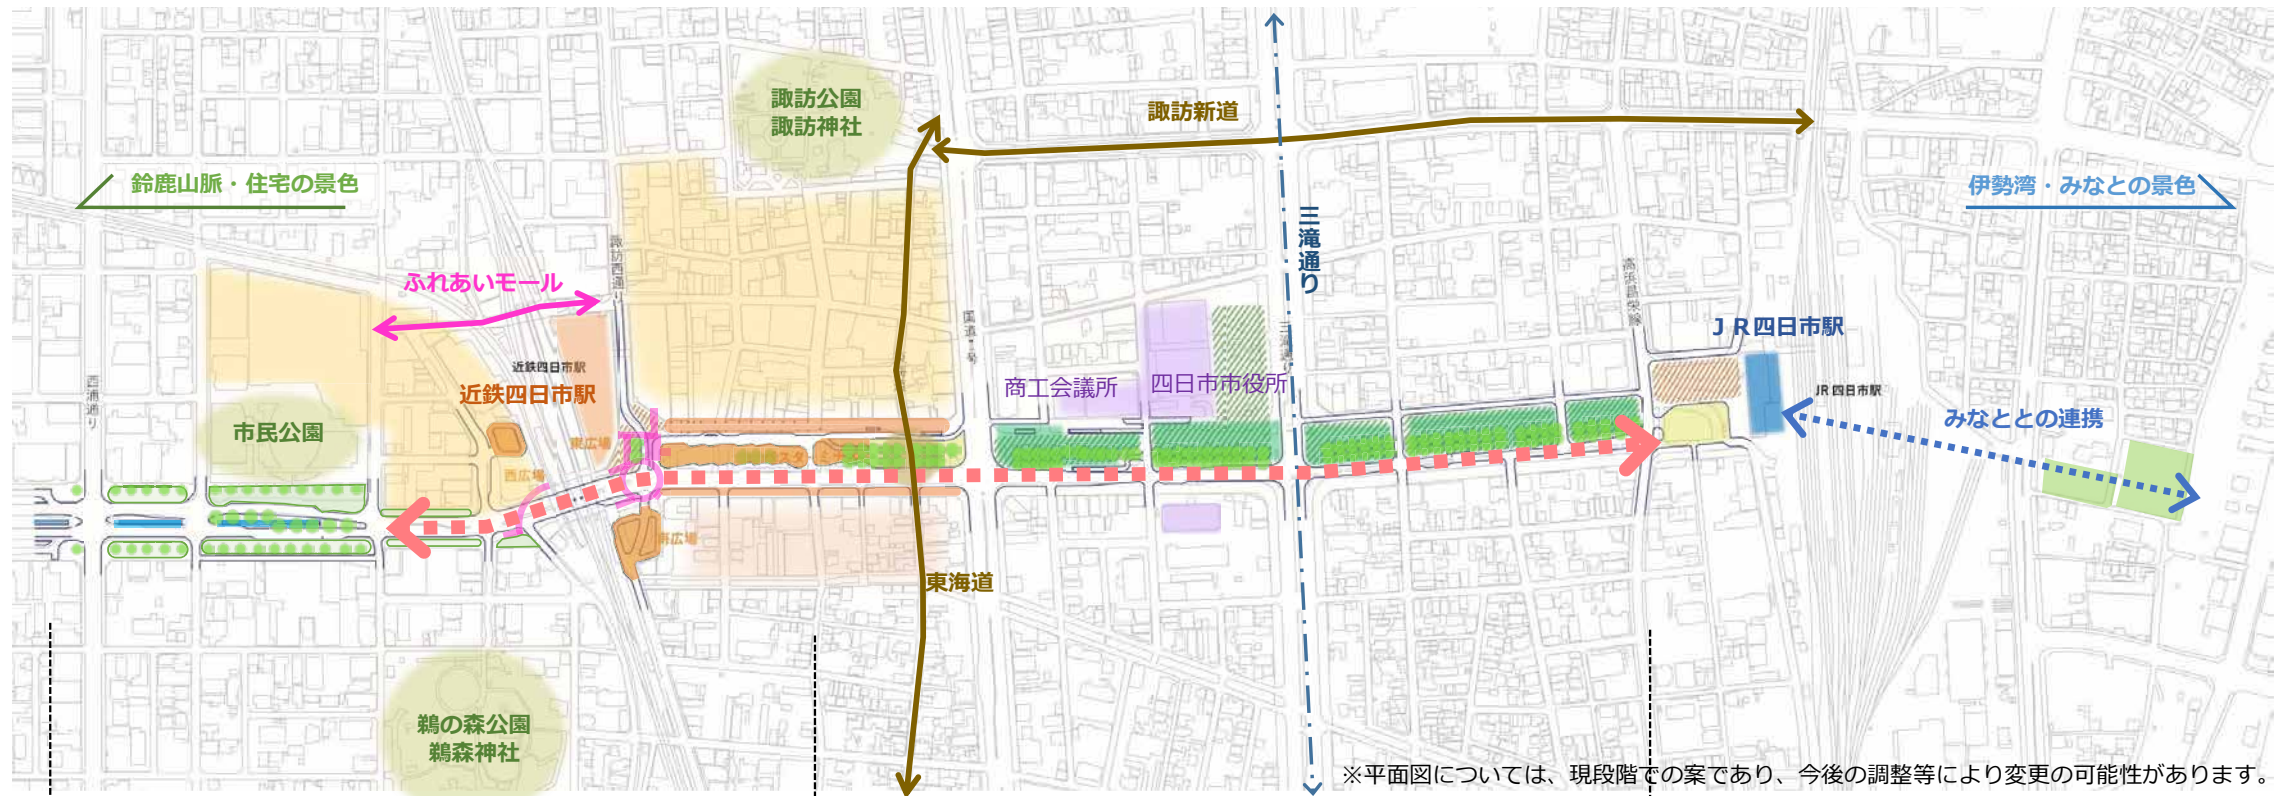 諏訪公園
諏訪神社
諏訪新道
鈴鹿山脈・住宅の景色
伊勢湾・みなとの景色
三滝通り
諏訪西通り
ふれあいモール
高浜昌栄線
国道1号
三滝通り
JR四日市駅
近鉄四日市駅
近鉄四日市駅
西浦通り
商工会議所
四日市市役所
JR四日市駅
みなととの連携
市民公園
東広場
西広場
南広場
東海道
鵜の森公園
鵜森神社
※平面図については、現段階での案であり、今後の調整等により変更の可能性があります。